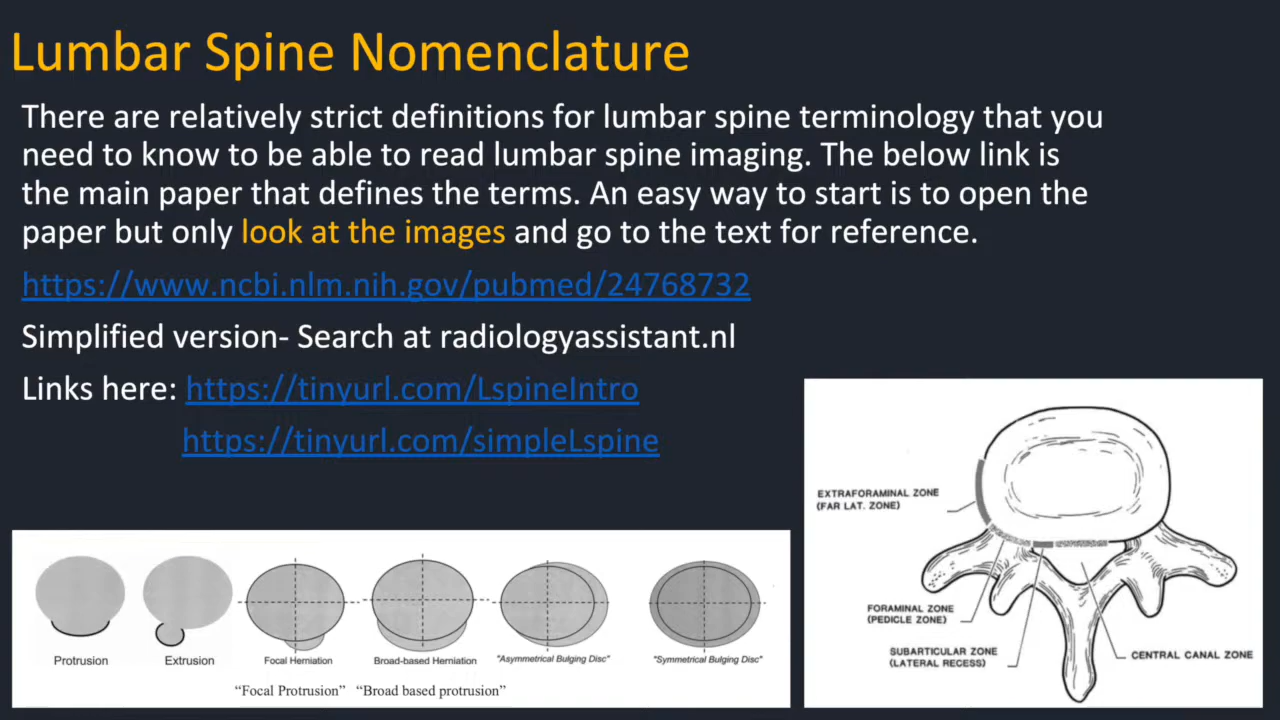 Lumbar Spine Nomenclature
There are relatively strict definitions for lumbar spine terminology that you
need to know to be able to read lumbar spine imaging. The below link is
the main paper that defines the terms. An easy way to start is to open the
paper but only look at the images and go to the text for reference.
https://www.ncbi.nlm.nih.gov/pubmed/24768732
Simplified version- Search at radiologyassistant.nl
Links here: https://tinyurl.com/LspineIntro
https://tinyurl.com/simpleLspine
Protrusion
Extrusion
Focal Herniation
Broad-based Herniation
"Asymmetrical Bulging Disc"
"Symmetrical Bulging Disc"
“Focal Protrusion” “Broad based protrusion”
EXTRAFORAMINAL ZONE
(FAR LAT. ZONE)
FORAMINAL ZONE
(PEDICLE ZONE)
SUBARTICULAR ZONE
(LATERAL RECESS)
CENTRAL CANAL ZONE